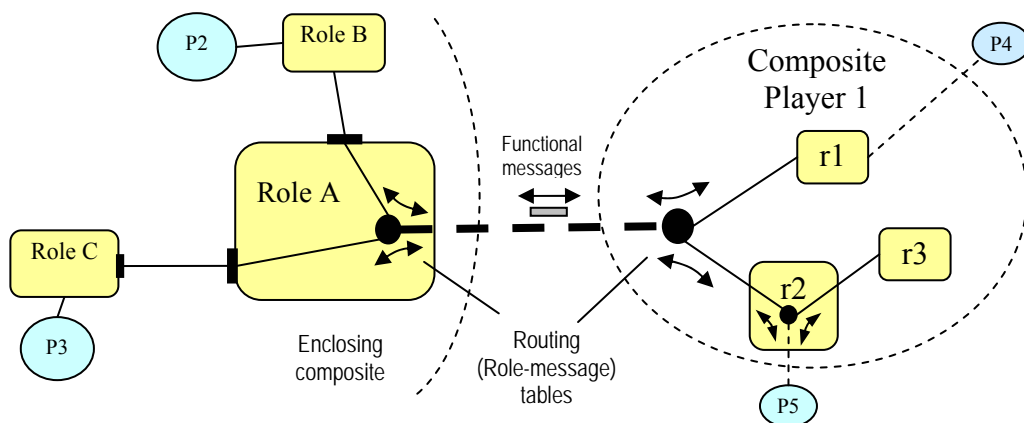 P2
Role B
Role A
Role C
P3
Enclosing
composite
Functional
messages
Routing
(Role-message)
tables
Composite
Player 1
P4
r1
r3
r2
P5